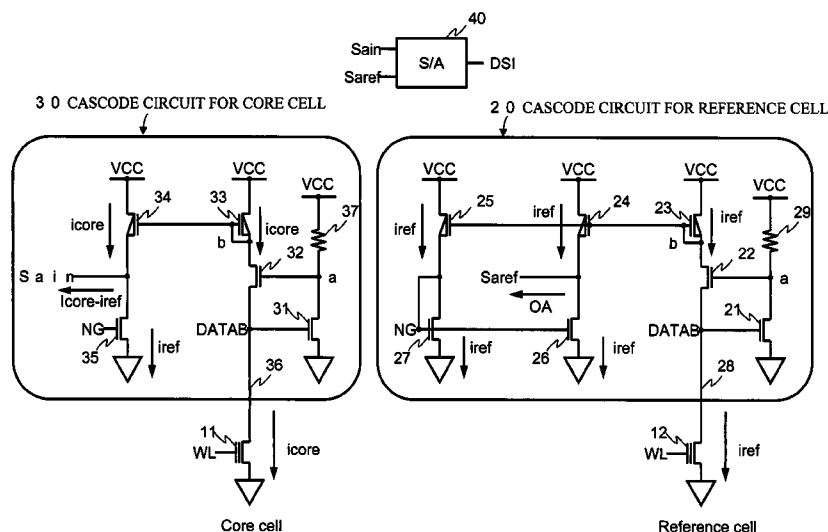 40
Sain
Saref
S/A
DSI
3 0 CASCODE CIRCUIT FOR CORE CELL
2 0 CASCODE CIRCUIT FOR REFERENCE CELL
VCC
VCC
VCC
VCC
VCC
VCC
VCC
34
33
37
25
24
23
29
icore
icore
iref
iref
iref
b
32
b
22
S a i n
a
Saref
a
Icore-iref
31
OA
21
NG
DATAB
NG
DATAB
35
iref
27
iref
26
iref
36
28
11
12
WL
icore
WL
iref
Core cell
Reference cell